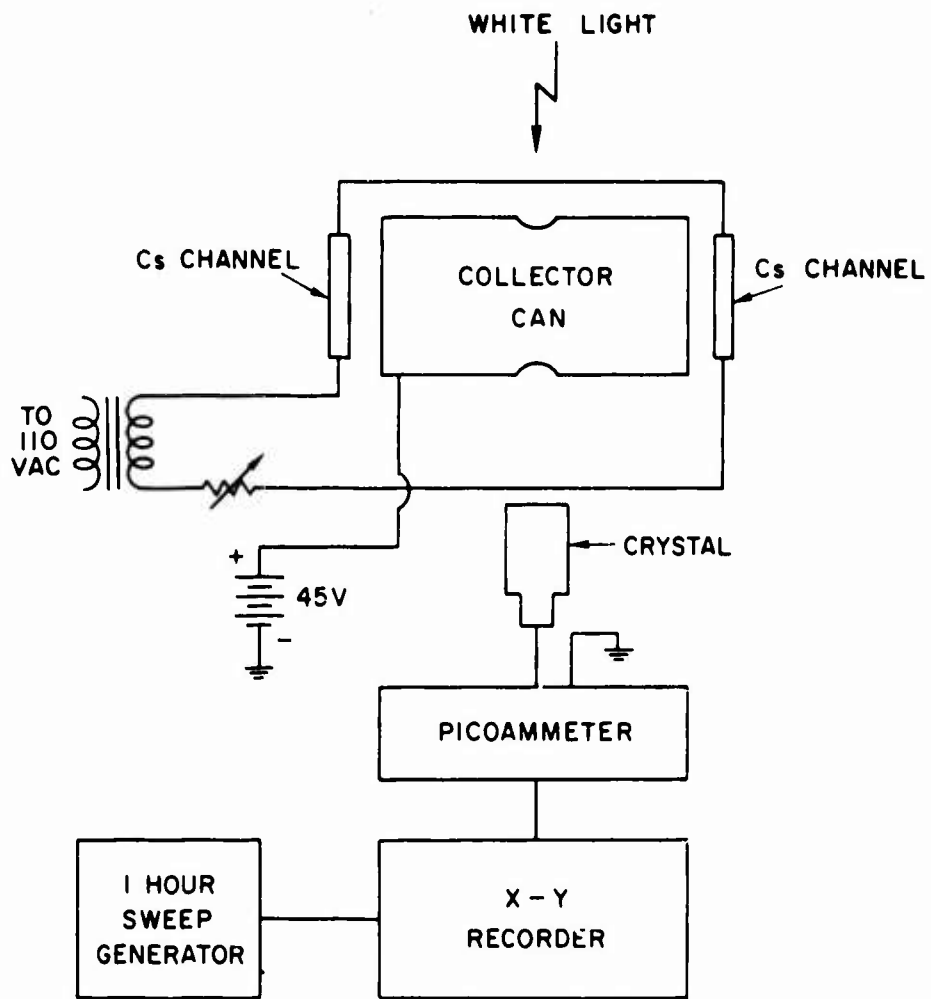 WHITE LIGHT
Cs CHANNEL
COLLECTOR
CAN
Cs CHANNEL
TO
110
VAC
CRYSTAL
+
45V
-
PICOAMMETER
1 HOUR
SWEEP
GENERATOR
X-Y
RECORDER